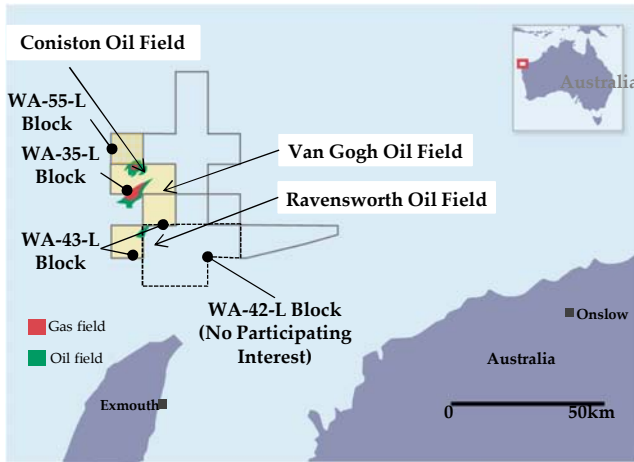 Coniston Oil Field
Australia
WA-55-L
Block
WA-35-L
Block
Van Gogh Oil Field
Ravensworth Oil Field
WA-43-L
Block
WA-42-L Block
(No Participating
Interest)
Gas field
Oil field
Onslow
Australia
Exmouth
0 50km